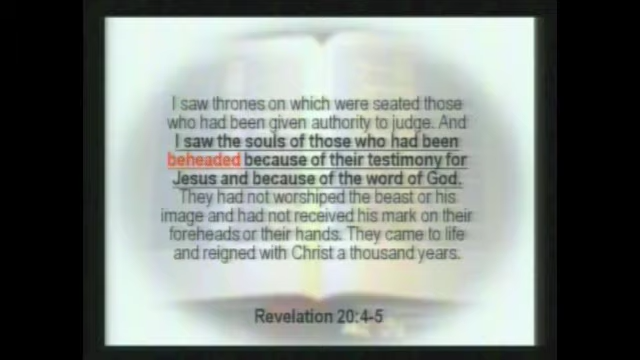 I saw thrones on which were seated those
who had been given authority to judge. And
I saw the souls of those who had been
beheaded because of their testimony for
Jesus and because of the word of God.
They had not worshiped the beast or his
image and had not received his mark on their
foreheads or their hands. They came to life
and reigned with Christ a thousand years.
Revelation 20:4-5